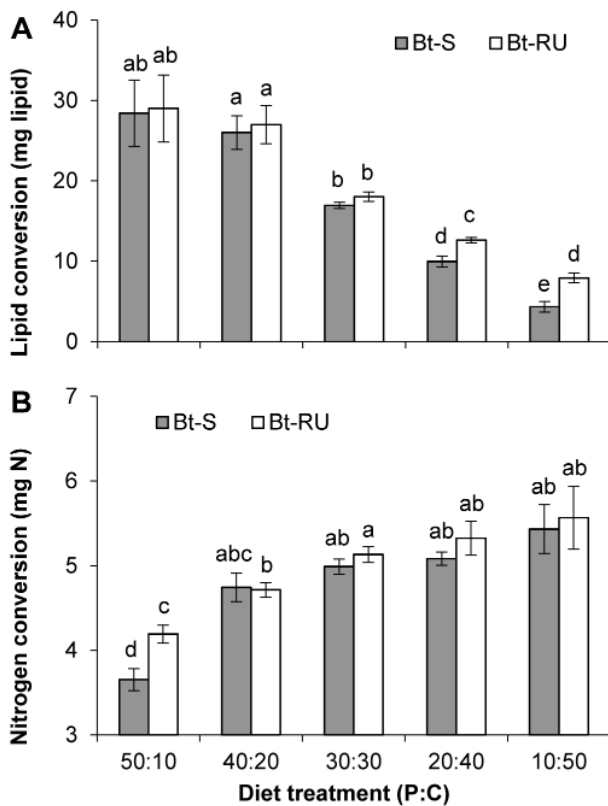 A
Bt-S Bt-RU
Lipid conversion (mg lipid)
40
30
20
10
0
ab ab
a a
b b
d c
e d
B
Bt-S Bt-RU
Nitrogen conversion (mg N)
7
6
5
4
3
d c
abc b
ab a
ab ab
ab ab
50:10 40:20 30:30 20:40 10:50
Diet treatment (P:C)